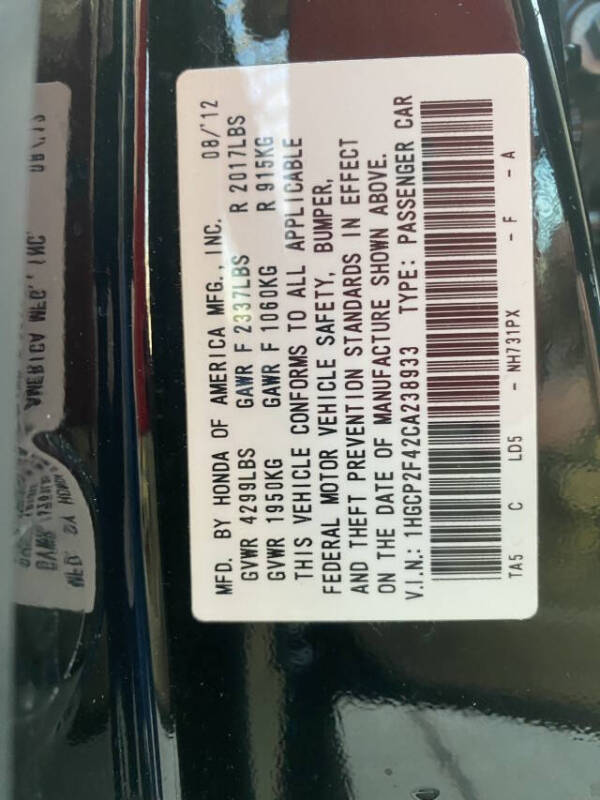 MFD. BY HONDA OF AMERICA MFG., INC. 08/'12
GVWR 4299LBS GAWR F 2337LBS R 2017LBS
GVWR 1950KG GAWR F 1060KG R 915KG
THIS VEHICLE CONFORMS TO ALL APPLICABLE
FEDERAL MOTOR VEHICLE SAFETY, BUMPER,
AND THEFT PREVENTION STANDARDS IN EFFECT
ON THE DATE OF MANUFACTURE SHOWN ABOVE.
V.I.N.: 1HGCP2F42CA238933 TYPE: PASSENGER CAR
TA5 C LD5 - NH731PX - F - A